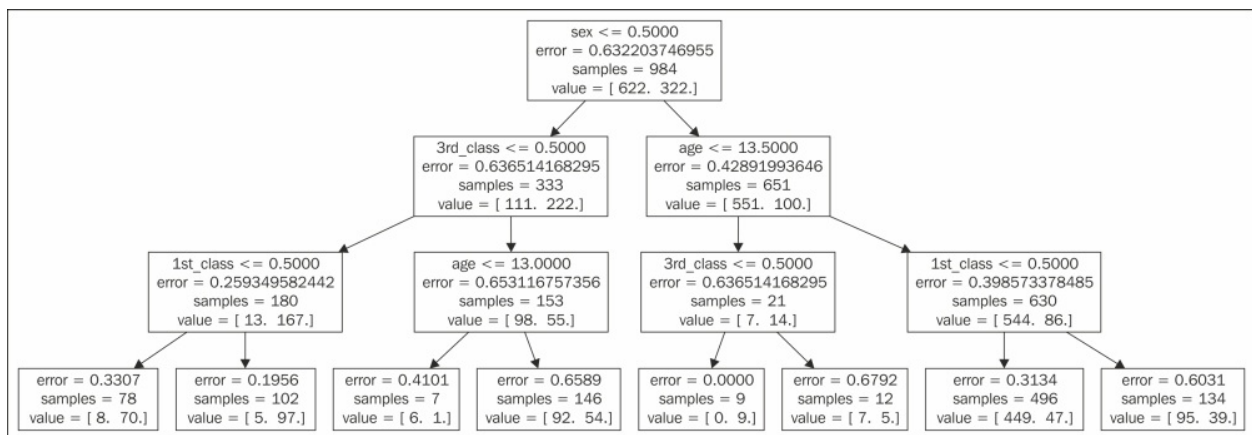 sex <= 0.5000
error = 0.632203746955
samples = 984
value = [ 622. 322.]
3rd_class <= 0.5000
error = 0.636514168295
samples = 333
value = [ 111. 222.]
age <= 13.5000
error = 0.42891993646
samples = 651
value = [ 551. 100.]
1st_class <= 0.5000
error = 0.259349582442
samples = 180
value = [ 13. 167.]
age <= 13.0000
error = 0.653116757356
samples = 153
value = [ 98. 55.]
3rd_class <= 0.5000
error = 0.636514168295
samples = 21
value = [ 7. 14.]
1st_class <= 0.5000
error = 0.398573378485
samples = 630
value = [ 544. 86.]
error = 0.3307
samples = 78
value = [ 8. 70.]
error = 0.1956
samples = 102
value = [ 5. 97.]
error = 0.4101
samples = 7
value = [ 6. 1.]
error = 0.6589
samples = 146
value = [ 92. 54.]
error = 0.0000
samples = 9
value = [ 0. 9.]
error = 0.6792
samples = 12
value = [ 7. 5.]
error = 0.3134
samples = 496
value = [ 449. 47.]
error = 0.6031
samples = 134
value = [ 95. 39.]